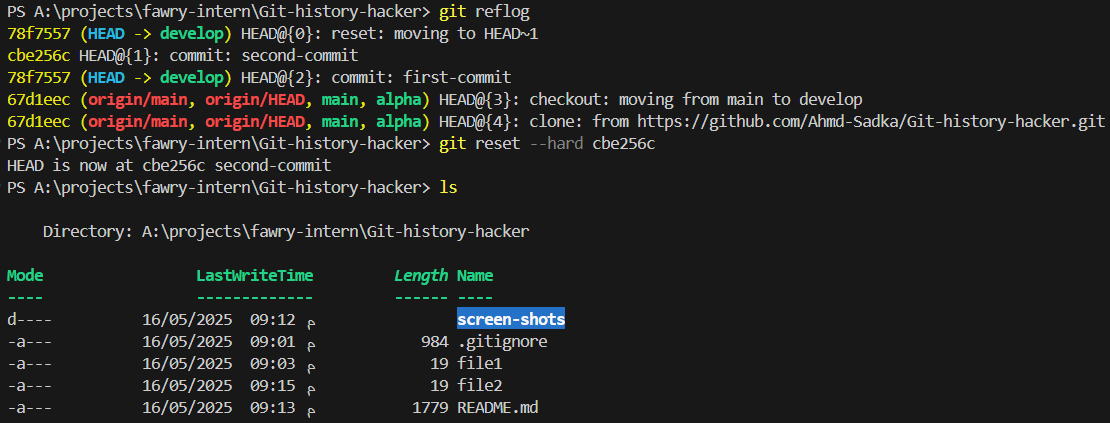 PS A:\projects\fawry-intern\Git-history-hacker> git reflog
78f7557 (HEAD -> develop) HEAD@{0}: reset: moving to HEAD~1
cbe256c HEAD@{1}: commit: second-commit
78f7557 (HEAD -> develop) HEAD@{2}: commit: first-commit
67d1eec (origin/main, origin/HEAD, main, alpha) HEAD@{3}: checkout: moving from main to develop
67d1eec (origin/main, origin/HEAD, main, alpha) HEAD@{4}: clone: from https://github.com/Ahmd-Sadka/Git-history-hacker.git
PS A:\projects\fawry-intern\Git-history-hacker> git reset --hard cbe256c
HEAD is now at cbe256c second-commit
PS A:\projects\fawry-intern\Git-history-hacker> ls
Directory: A:\projects\fawry-intern\Git-history-hacker
Mode LastWriteTime Length Name
---- ------------- ------ ----
d---- 16/05/2025 09:12 م screen-shots
-a--- 16/05/2025 09:01 م 984 .gitignore
-a--- 16/05/2025 09:03 م 19 file1
-a--- 16/05/2025 09:15 م 19 file2
-a--- 16/05/2025 09:13 م 1779 README.md